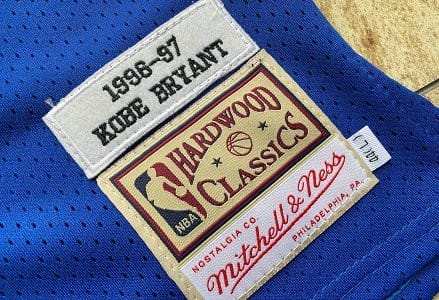 1996-97
KOBE BRYANT
HARDWOOD
CLASSICS
NBA
NOSTALGIA CO.
Mitchell & Ness
PHILADELPHIA, PA.